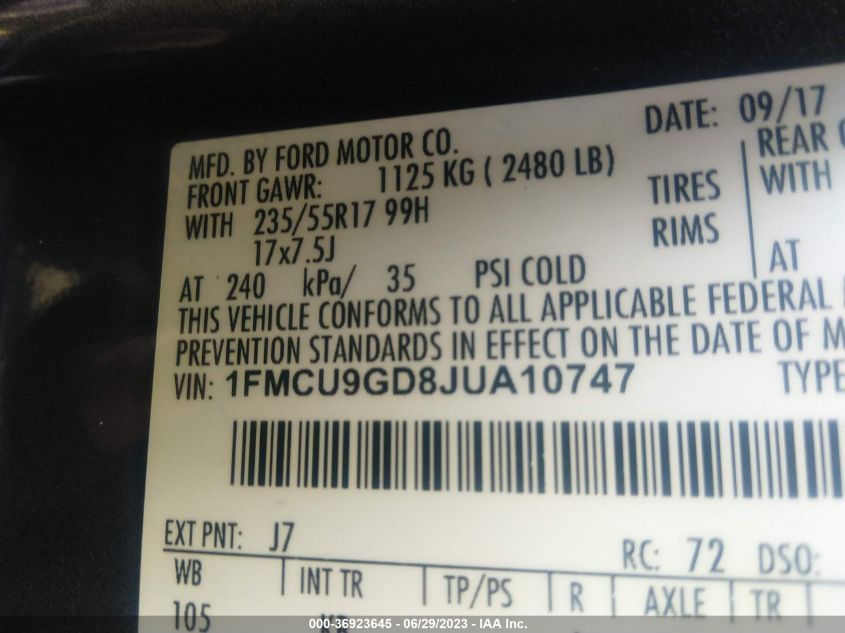 DATE: 09/17
MFD. BY FORD MOTOR CO.
FRONT GAWR: 1125 KG ( 2480 LB)
REAR
WITH 235/55R17 99H TIRES
WITH
17x7.5J RIMS
AT 240 kPa/ 35 PSI COLD
AT
THIS VEHICLE CONFORMS TO ALL APPLICABLE FEDERAL
PREVENTION STANDARDS IN EFFECT ON THE DATE OF M
VIN: 1FMCU9GD8JUA10747 TYPE
EXT PNT: J7 RC: 72 DSO:
WB INT TR TP/PS R AXLE TR
105
000-36923645 - 06/29/2023 - IAA Inc.